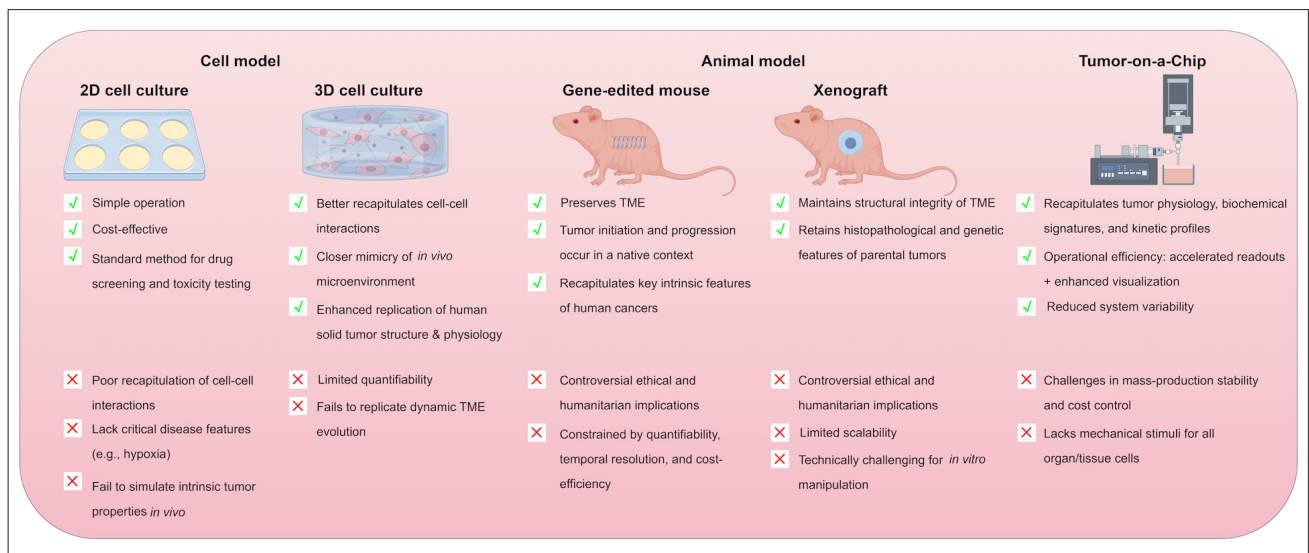 Cell model
2D cell culture
Simple operation
Cost-effective
Standard method for drug
screening and toxicity testing
Poor recapitulation of cell-cell
interactions
Lack critical disease features
(e.g., hypoxia)
Fail to simulate intrinsic tumor
properties in vivo
3D cell culture
Better recapitulates cell-cell
interactions
Closer mimicry of in vivo
microenvironment
Enhanced replication of human
solid tumor structure & physiology
Limited quantifiability
Fails to replicate dynamic TME
evolution
Animal model
Gene-edited mouse
Preserves TME
Tumor initiation and progression
occur in a native context
Recapitulates key intrinsic features
of human cancers
Controversial ethical and
humanitarian implications
Constrained by quantifiability,
temporal resolution, and cost-
efficiency
Xenograft
Maintains structural integrity of TME
Retains histopathological and genetic
features of parental tumors
Controversial ethical and
humanitarian implications
Limited scalability
Technically challenging for in vitro
manipulation
Tumor-on-a-Chip
Recapitulates tumor physiology, biochemical
signatures, and kinetic profiles
Operational efficiency: accelerated readouts
+ enhanced visualization
Reduced system variability
Challenges in mass-production stability
and cost control
Lacks mechanical stimuli for all
organ/tissue cells